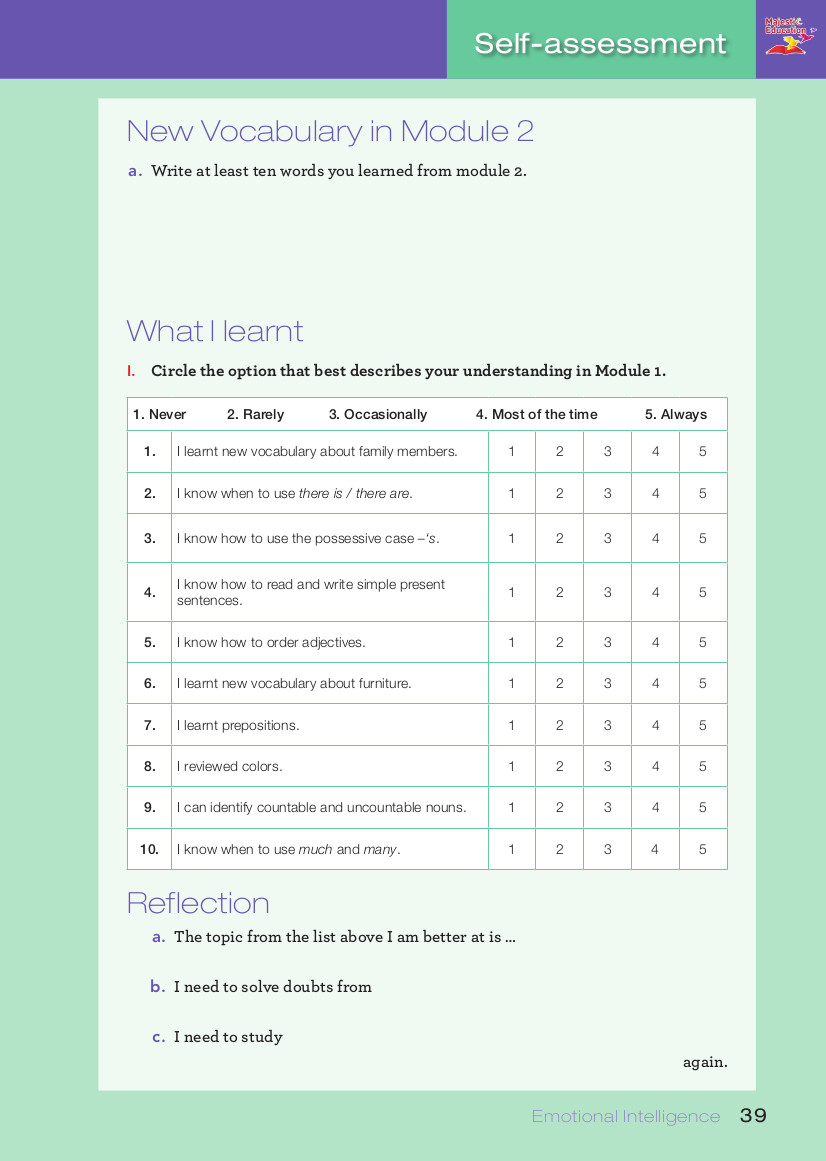 Self-assessment
Majestic
Education
New Vocabulary in Module 2
a. Write at least ten words you learned from module 2.
What I learnt
I. Circle the option that best describes your understanding in Module 1.
1. Never 2. Rarely 3. Occasionally 4. Most of the time 5. Always
1. I learnt new vocabulary about family members. 1 2 3 4 5
2. I know when to use there is / there are. 1 2 3 4 5
3. I know how to use the possessive case –‘s. 1 2 3 4 5
4. I know how to read and write simple present
sentences. 1 2 3 4 5
5. I know how to order adjectives. 1 2 3 4 5
6. I learnt new vocabulary about furniture. 1 2 3 4 5
7. I learnt prepositions. 1 2 3 4 5
8. I reviewed colors. 1 2 3 4 5
9. I can identify countable and uncountable nouns. 1 2 3 4 5
10. I know when to use much and many. 1 2 3 4 5
Reflection
a. The topic from the list above I am better at is ...
b. I need to solve doubts from
c. I need to study
again.
Emotional Intelligence 39